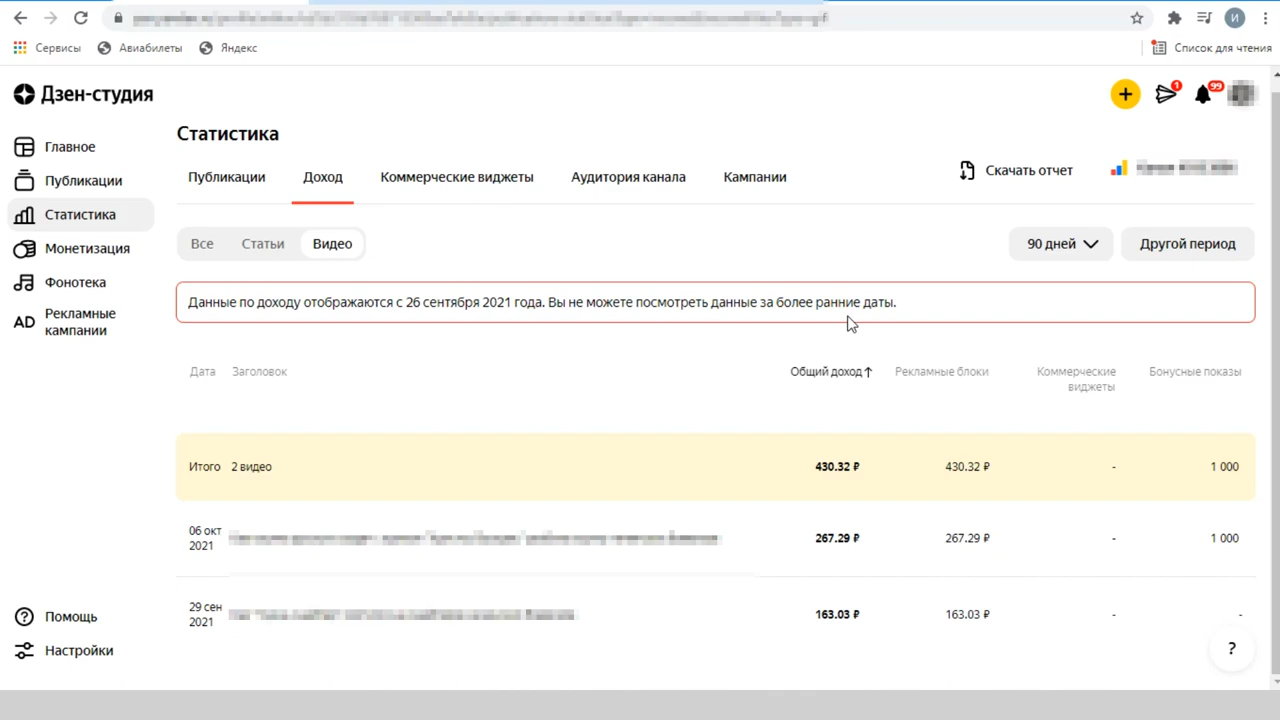 И
Сервисы
Авиабилеты
Яндекс
Список для чтения
Дзен-студия
1
99
Главное
Публикации
Статистика
Монетизация
Фонотека
AD Рекламные
кампании
Помощь
Настройки
Статистика
Публикации Доход Коммерческие виджеты Аудитория канала Кампании
Скачать отчет
Все Статьи Видео
90 дней
Другой период
Данные по доходу отображаются с 26 сентября 2021 года. Вы не можете посмотреть данные за более ранние даты.
Дата Заголовок Общий доход↑ Рекламные блоки Коммерческие
виджеты
Бонусные показы
Итого 2 видео 430.32 ₽ 430.32 ₽ - 1 000
06 окт
2021
267.29 ₽ 267.29 ₽ - 1 000
29 сен
2021
163.03 ₽ 163.03 ₽ - -
?